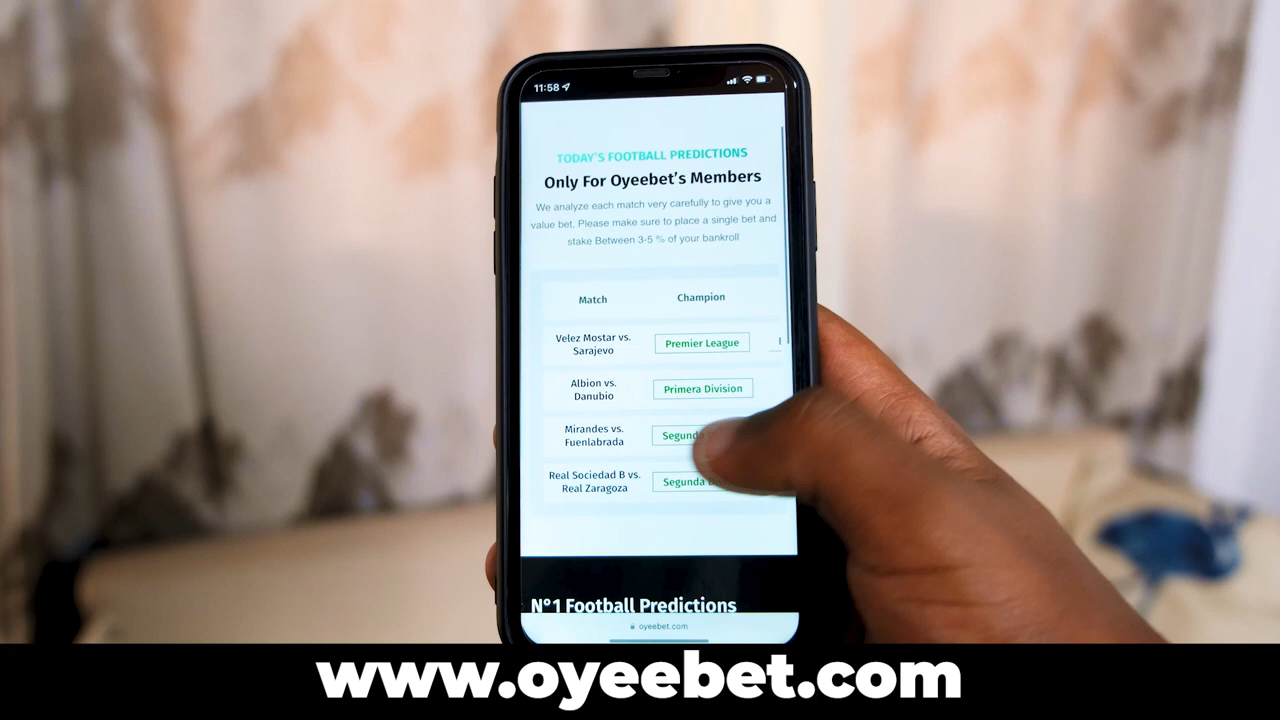 11:58
TODAY'S FOOTBALL PREDICTIONS
Only For Oyeebet's Members
We analyze each match very carefully to give you a
value bet, Please make sure to place a single bet and
stake Between 3-5 % of your bankroll
Match Champion
Velez Mostar vs.
Sarajevo
Premier League
Albion vs.
Danubio
Primera Division
Mirandes vs.
Fuenlabrada
Real Sociedad B vs.
Real Zaragoza
N°1 Football Predictions
oyeebet.com
www.oyeebet.com